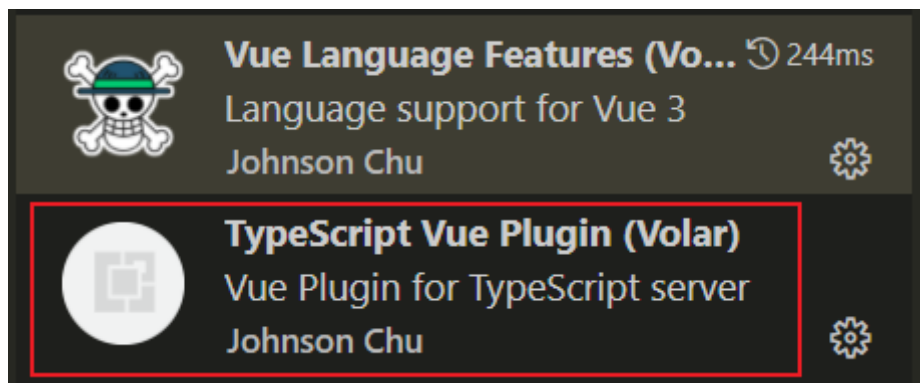 Vue Language Features (Vo... 244ms
Language support for Vue 3
Johnson Chu
TypeScript Vue Plugin (Volar)
Vue Plugin for TypeScript server
Johnson Chu